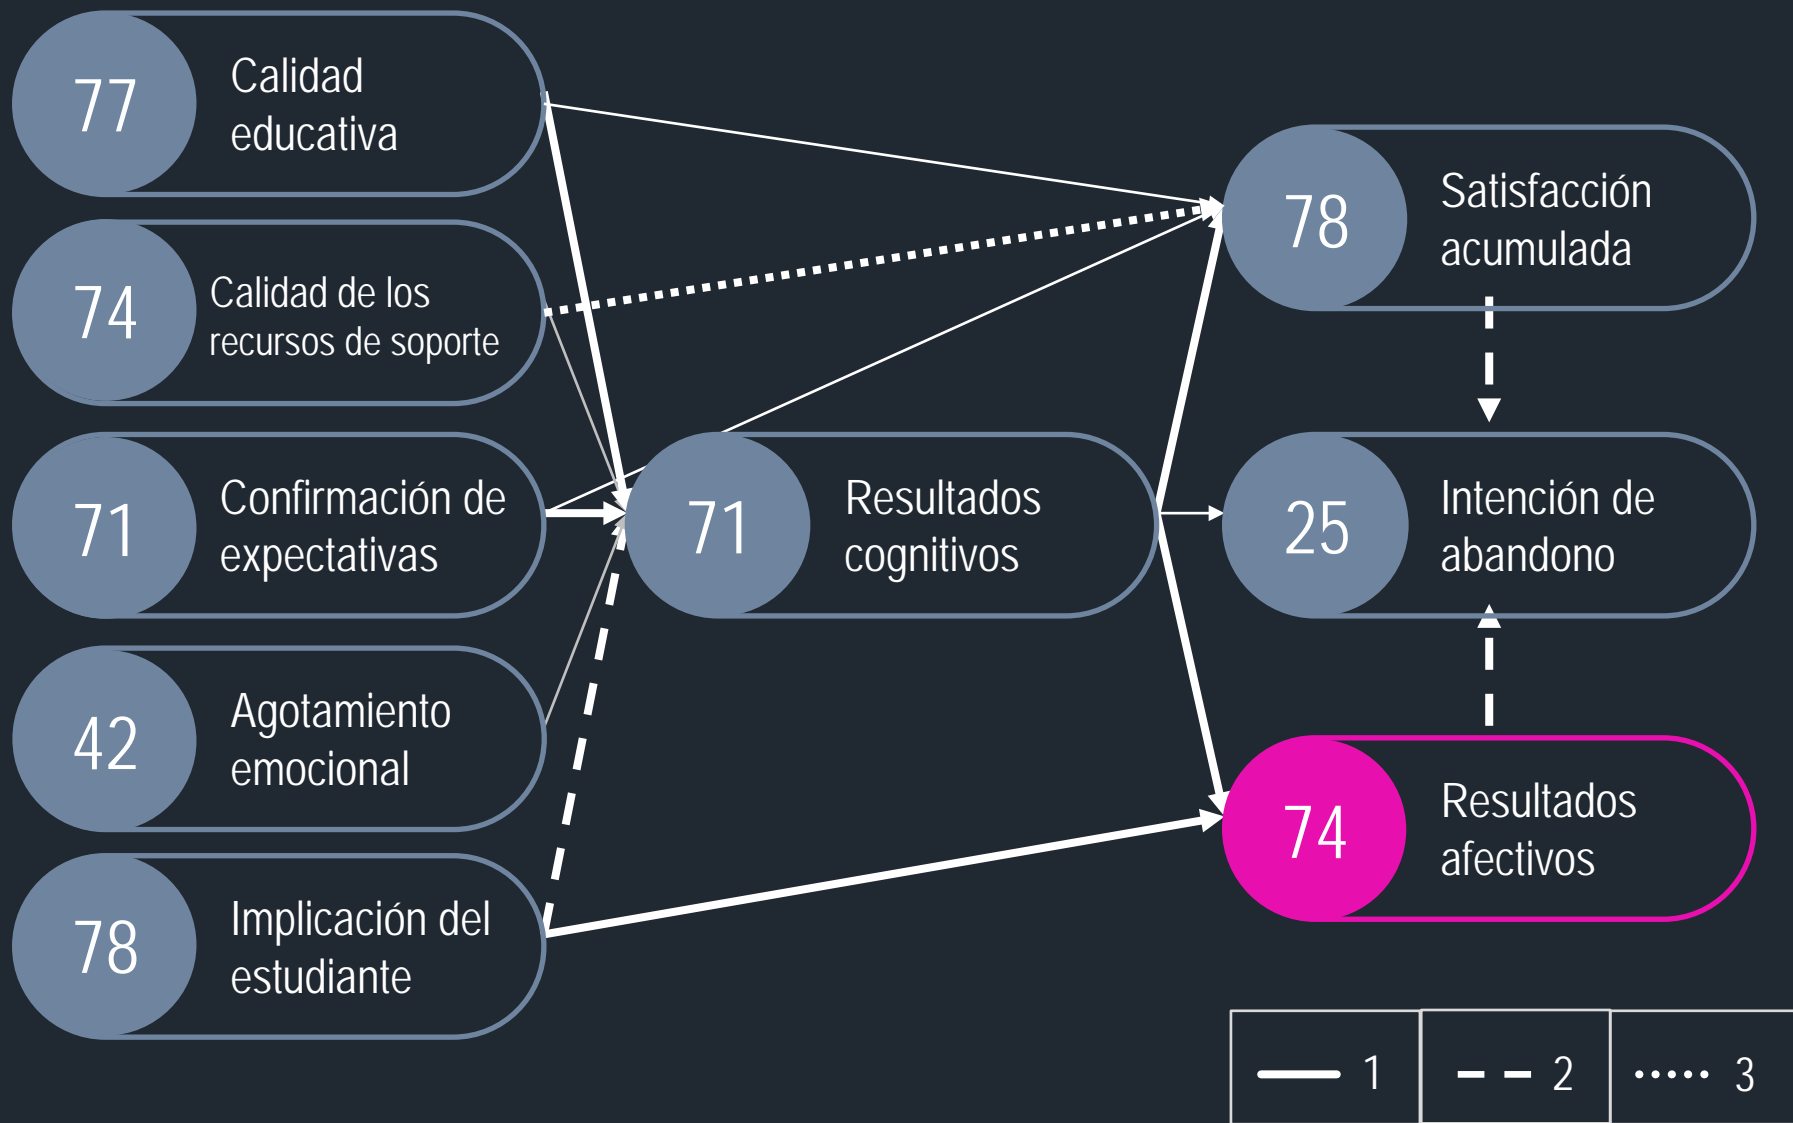 77
Calidad
educativa
74
Calidad de los
recursos de soporte
71
Confirmación de
expectativas
42
Agotamiento
emocional
78
Implicación del
estudiante
71
Resultados
cognitivos
78
Satisfacción
acumulada
25
Intención de
abandono
74
Resultados
afectivos
1
2
3